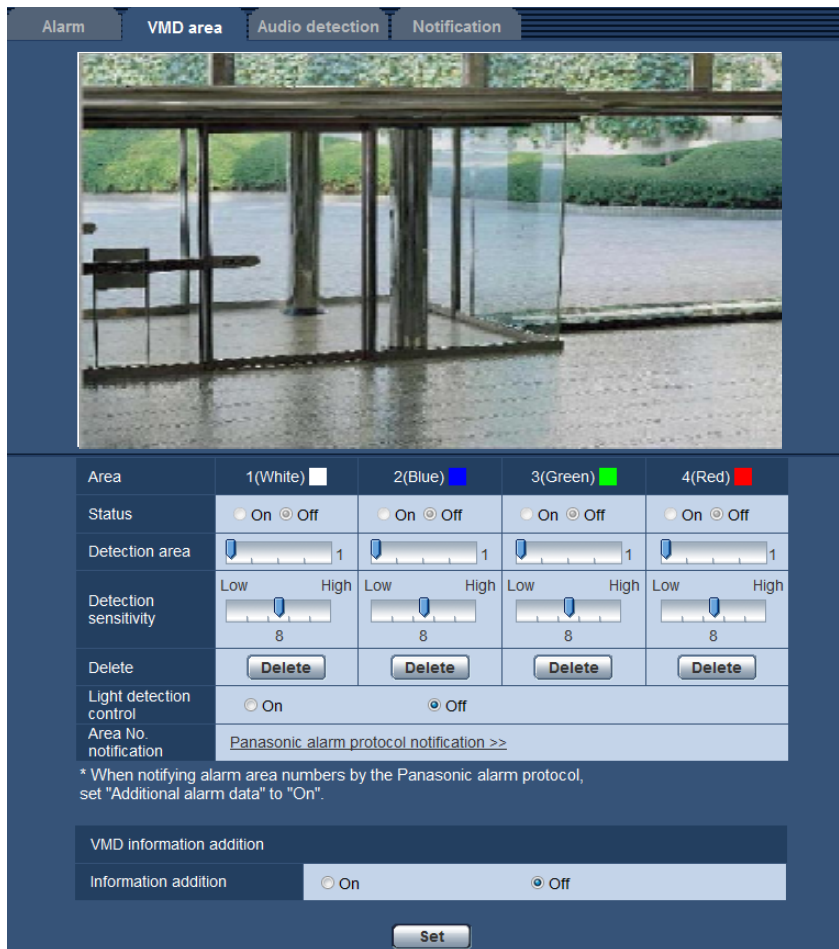 Alarm VMD area Audio detection Notification
Area 1(White) 2(Blue) 3(Green) 4(Red)
Status On Off On Off On Off On Off
Detection area 1 1 1 1
Detection sensitivity Low High Low High Low High Low High
8 8 8 8
Delete Delete Delete Delete Delete
Light detection control On Off
Area No. notification Panasonic alarm protocol notification >>
* When notifying alarm area numbers by the Panasonic alarm protocol,
set "Additional alarm data" to "On".
VMD information addition
Information addition On Off
Set